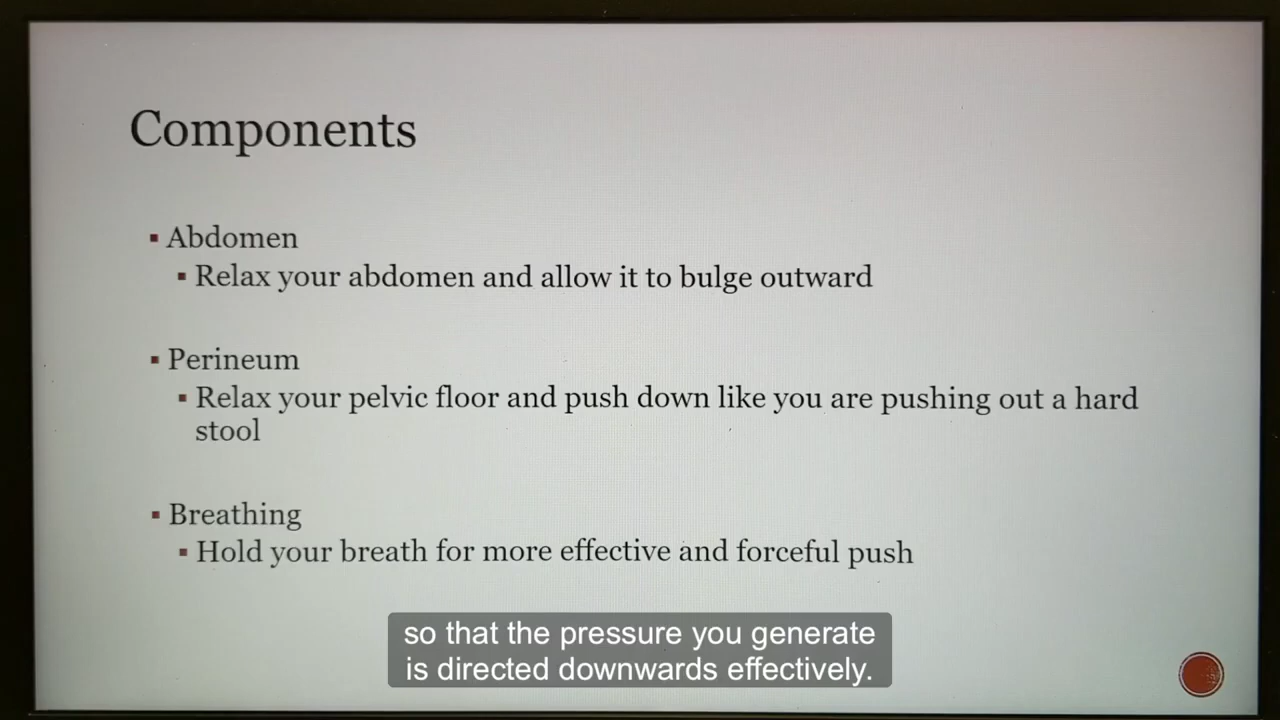 Components
Abdomen
Relax your abdomen and allow it to bulge outward
Perineum
Relax your pelvic floor and push down like you are pushing out a hard
stool
Breathing
Hold your breath for more effective and forceful push
so that the pressure you generate
is directed downwards effectively.